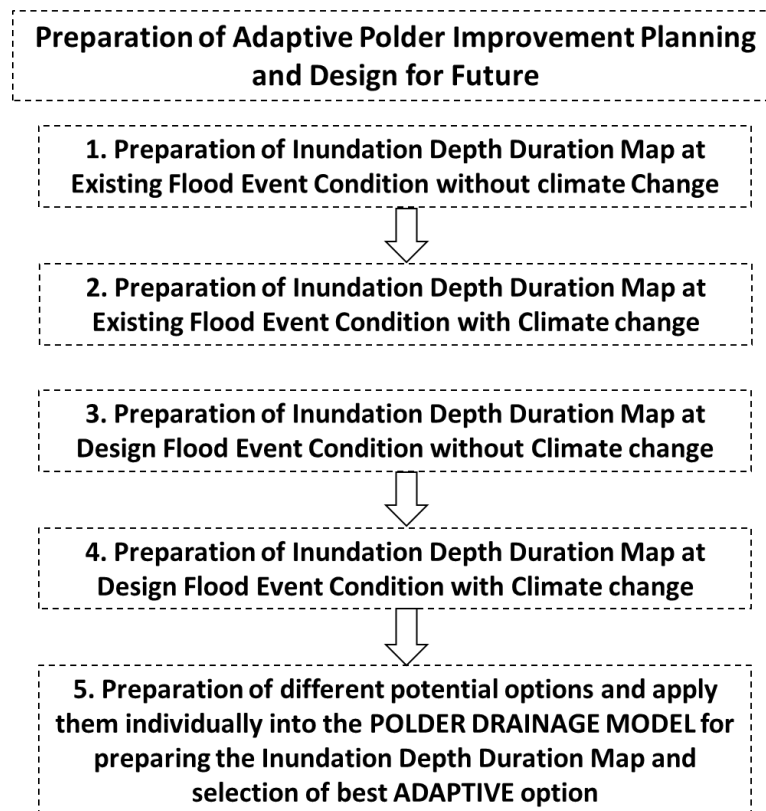 Preparation of Adaptive Polder Improvement Planning
and Design for Future
1. Preparation of Inundation Depth Duration Map at
Existing Flood Event Condition without climate Change
2. Preparation of Inundation Depth Duration Map at
Existing Flood Event Condition with Climate change
3. Preparation of Inundation Depth Duration Map at
Design Flood Event Condition without Climate change
4. Preparation of Inundation Depth Duration Map at
Design Flood Event Condition with Climate change
5. Preparation of different potential options and apply
them individually into the POLDER DRAINAGE MODEL for
preparing the Inundation Depth Duration Map and
selection of best ADAPTIVE option